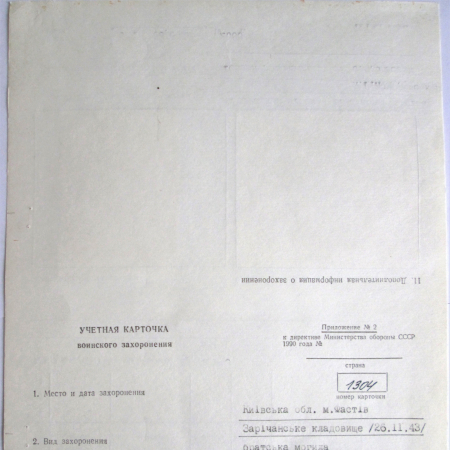 11. Дополнительная информация о захоронении
УЧЕТНАЯ КАРТОЧКА
воинского захоронения
Приложение № 2
к директиве Министерства обороны СССР
1990 года №
страна
1304
номер карточки
1. Место и дата захоронения
Київська обл. м.Фастів
Зарічанське кладовище /26.11.43/
2. Вид захоронения
братська могила